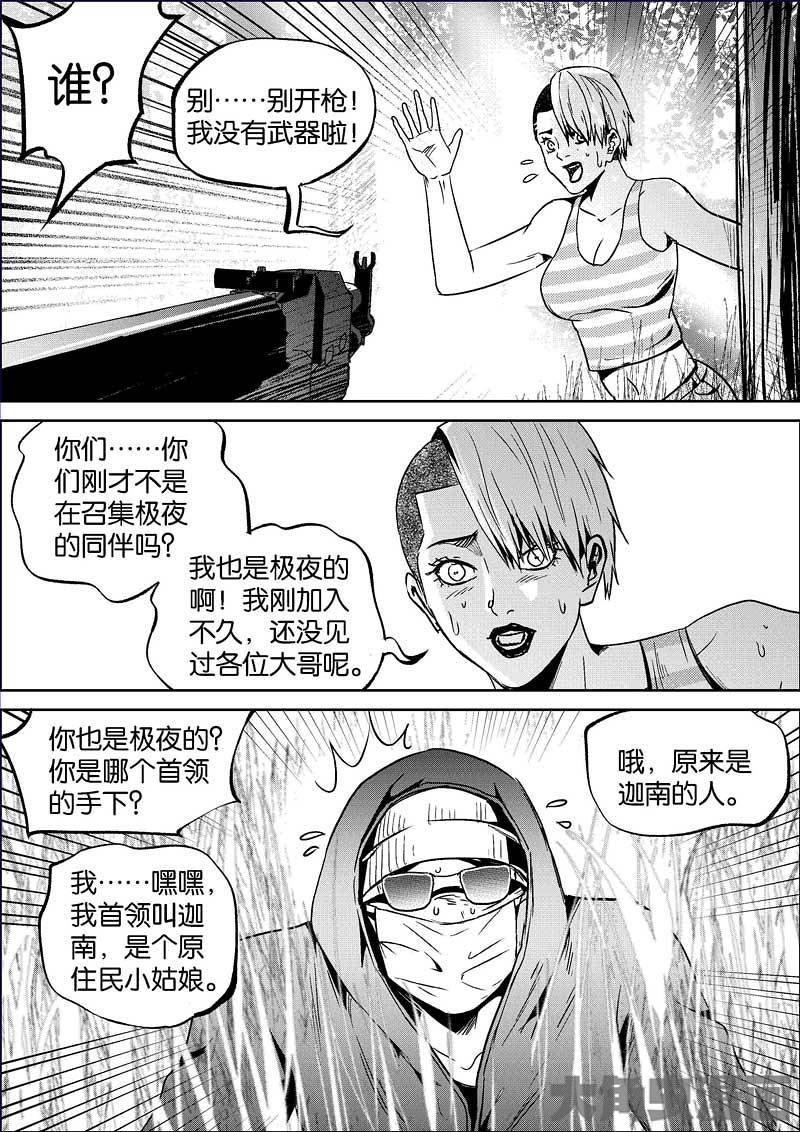 谁？
别……别开枪！
我没有武器啦！
你们……你
们刚才不是
在召集极夜
的同伴吗？
我也是极夜的
啊！我刚加入
不久，还没见
过各位大哥呢。
你也是极夜的？
你是哪个首领
的手下？
我……嘿嘿，
我首领叫迦
南，是个原
住民小姑娘。
哦，原来是
迦南的人。